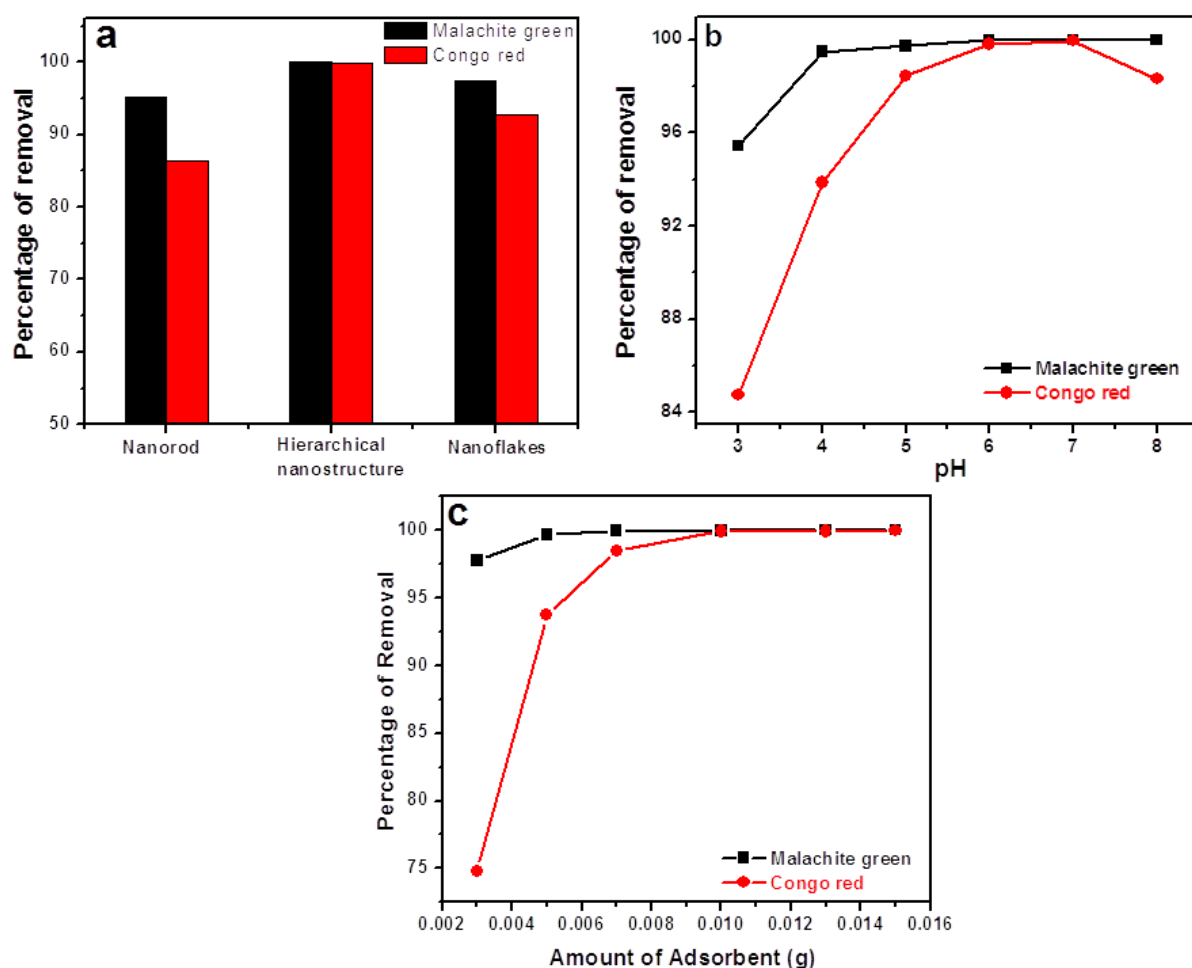 a
Malachite green
Congo red
Percentage of removal
100
90
80
70
60
50
Nanorod
Hierarchical
nanostructure
Nanoflakes
b
Percentage of removal
100
96
92
88
84
Malachite green
Congo red
3 4 5 6 7 8
pH
C
Percentage of Removal
100
95
90
85
80
75
Malachite green
Congo red
0.002 0.004 0.006 0.008 0.010 0.012 0.014 0.016
Amount of Adsorbent (g)